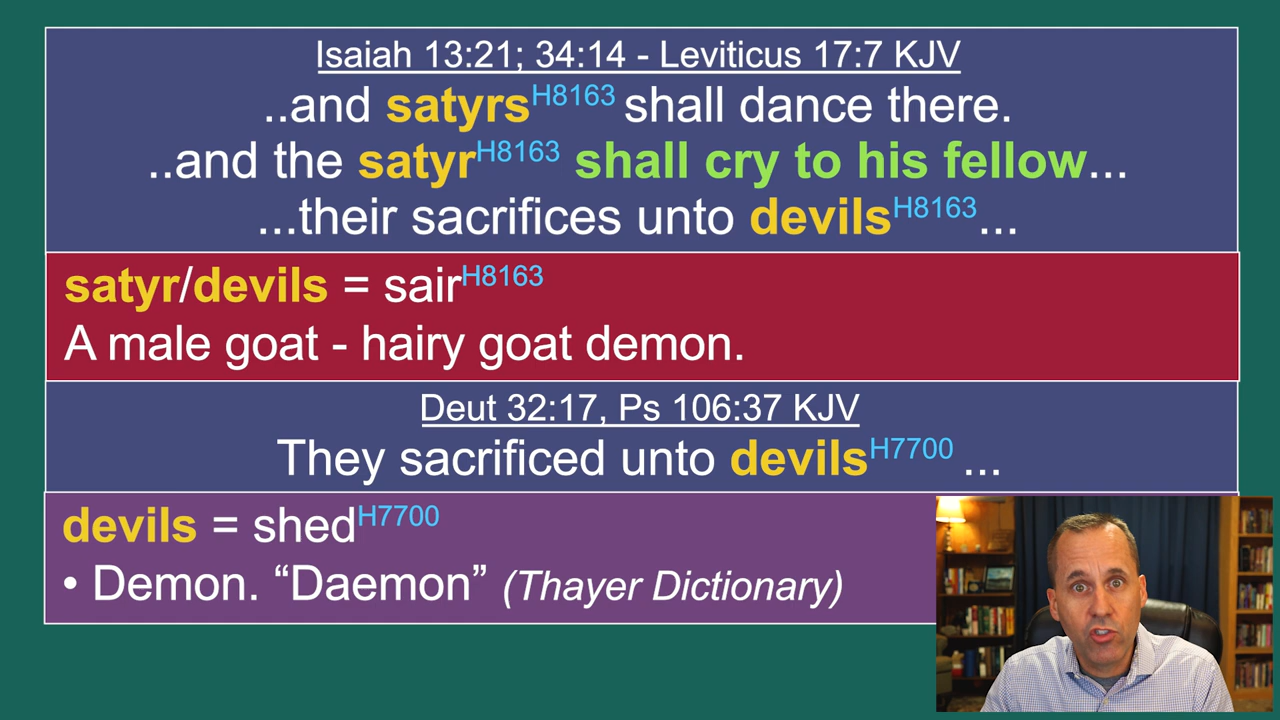 Isaiah 13:21; 34:14 - Leviticus 17:7 KJV
..and satyrsH8163 shall dance there.
..and the satyrH8163 shall cry to his fellow...
...their sacrifices unto devilsH8163...
satyr/devils = sairH8163
A male goat - hairy goat demon.
Deut 32:17, Ps 106:37 KJV
They sacrificed unto devilsH7700 ...
devils = shedH7700
• Demon. “Daemon” (Thayer Dictionary)